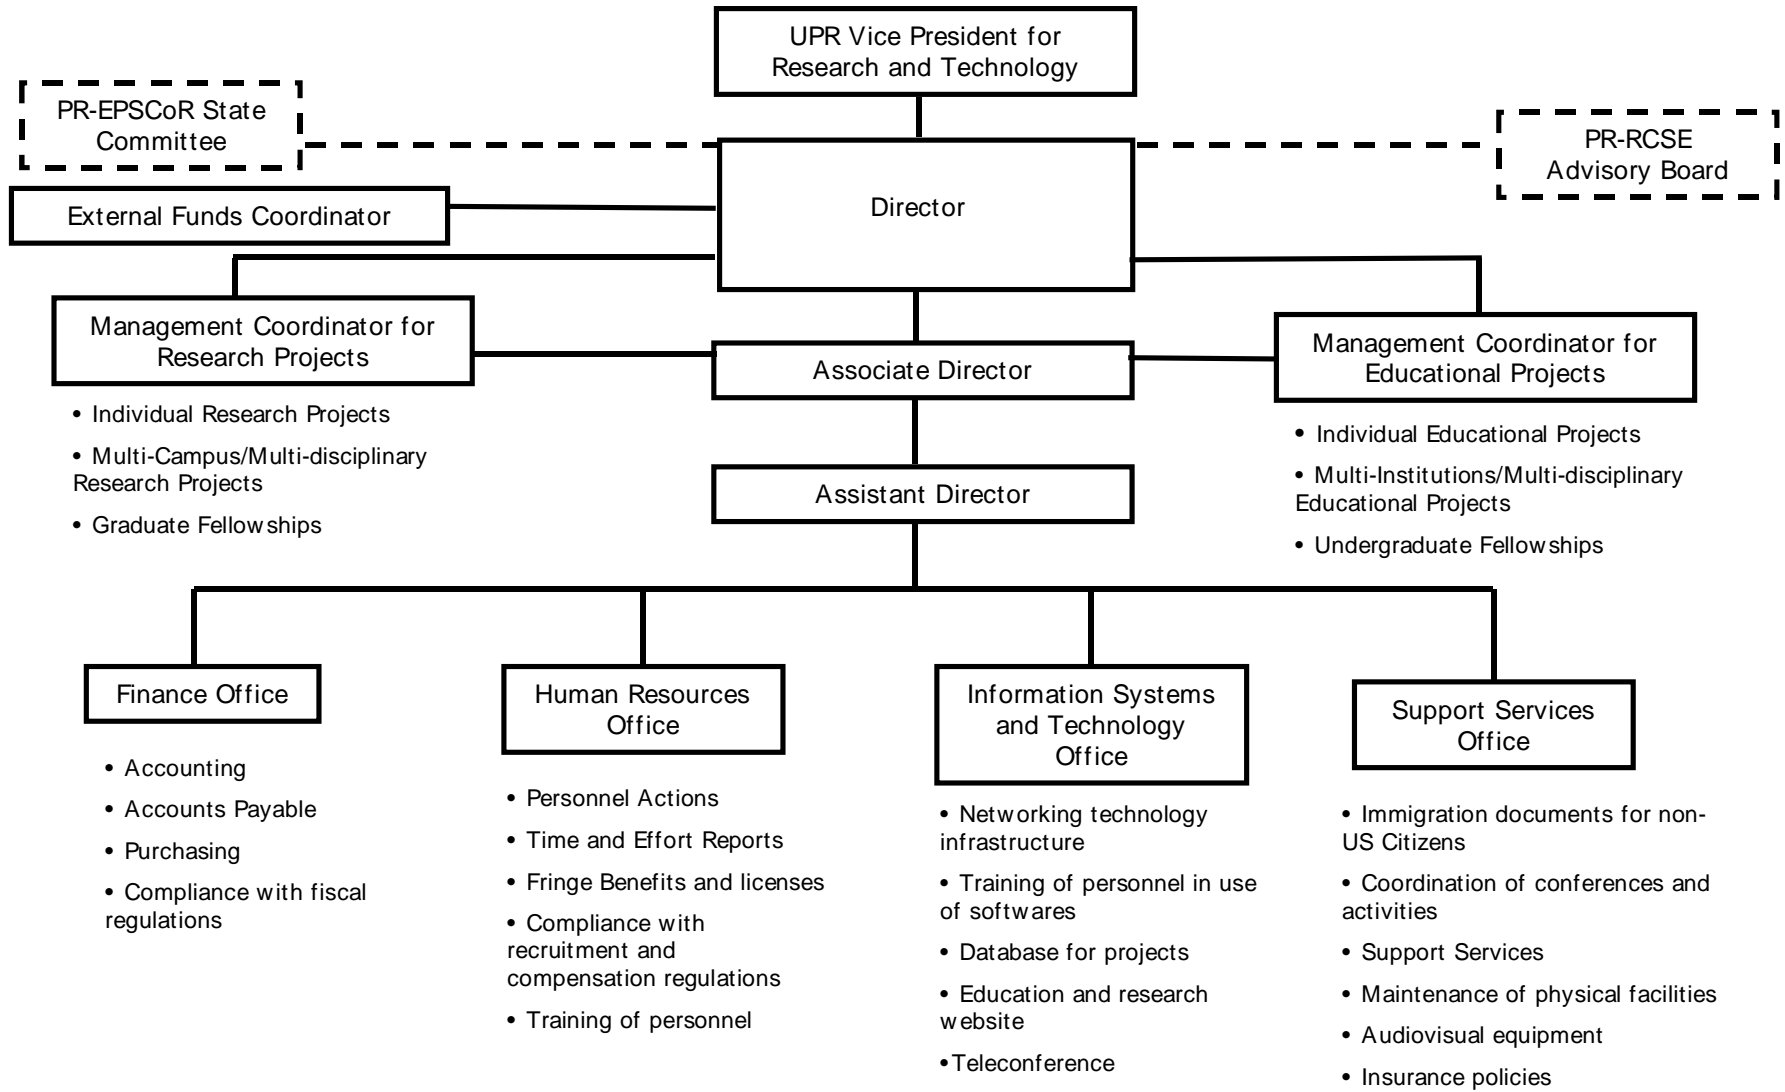 UPR Vice President for
Research and Technology
PR-EPSCoR State
Committee
PR-RCSE
Advisory Board
External Funds Coordinator
Director
Management Coordinator for
Research Projects
Associate Director
Management Coordinator for
Educational Projects
• Individual Research Projects
• Multi-Campus/Multi-disciplinary
Research Projects
• Graduate Fellowships
• Individual Educational Projects
• Multi-Institutions/Multi-disciplinary
Educational Projects
• Undergraduate Fellowships
Assistant Director
Finance Office
• Accounting
• Accounts Payable
• Purchasing
• Compliance with fiscal
regulations
Human Resources
Office
• Personnel Actions
• Time and Effort Reports
• Fringe Benefits and licenses
• Compliance with
recruitment and
compensation regulations
• Training of personnel
Information Systems
and Technology
Office
• Networking technology
infrastructure
• Training of personnel in use
of softwares
• Database for projects
• Education and research
website
•Teleconference
Support Services
Office
• Immigration documents for non-
US Citizens
• Coordination of conferences and
activities
• Support Services
• Maintenance of physical facilities
• Audiovisual equipment
• Insurance policies